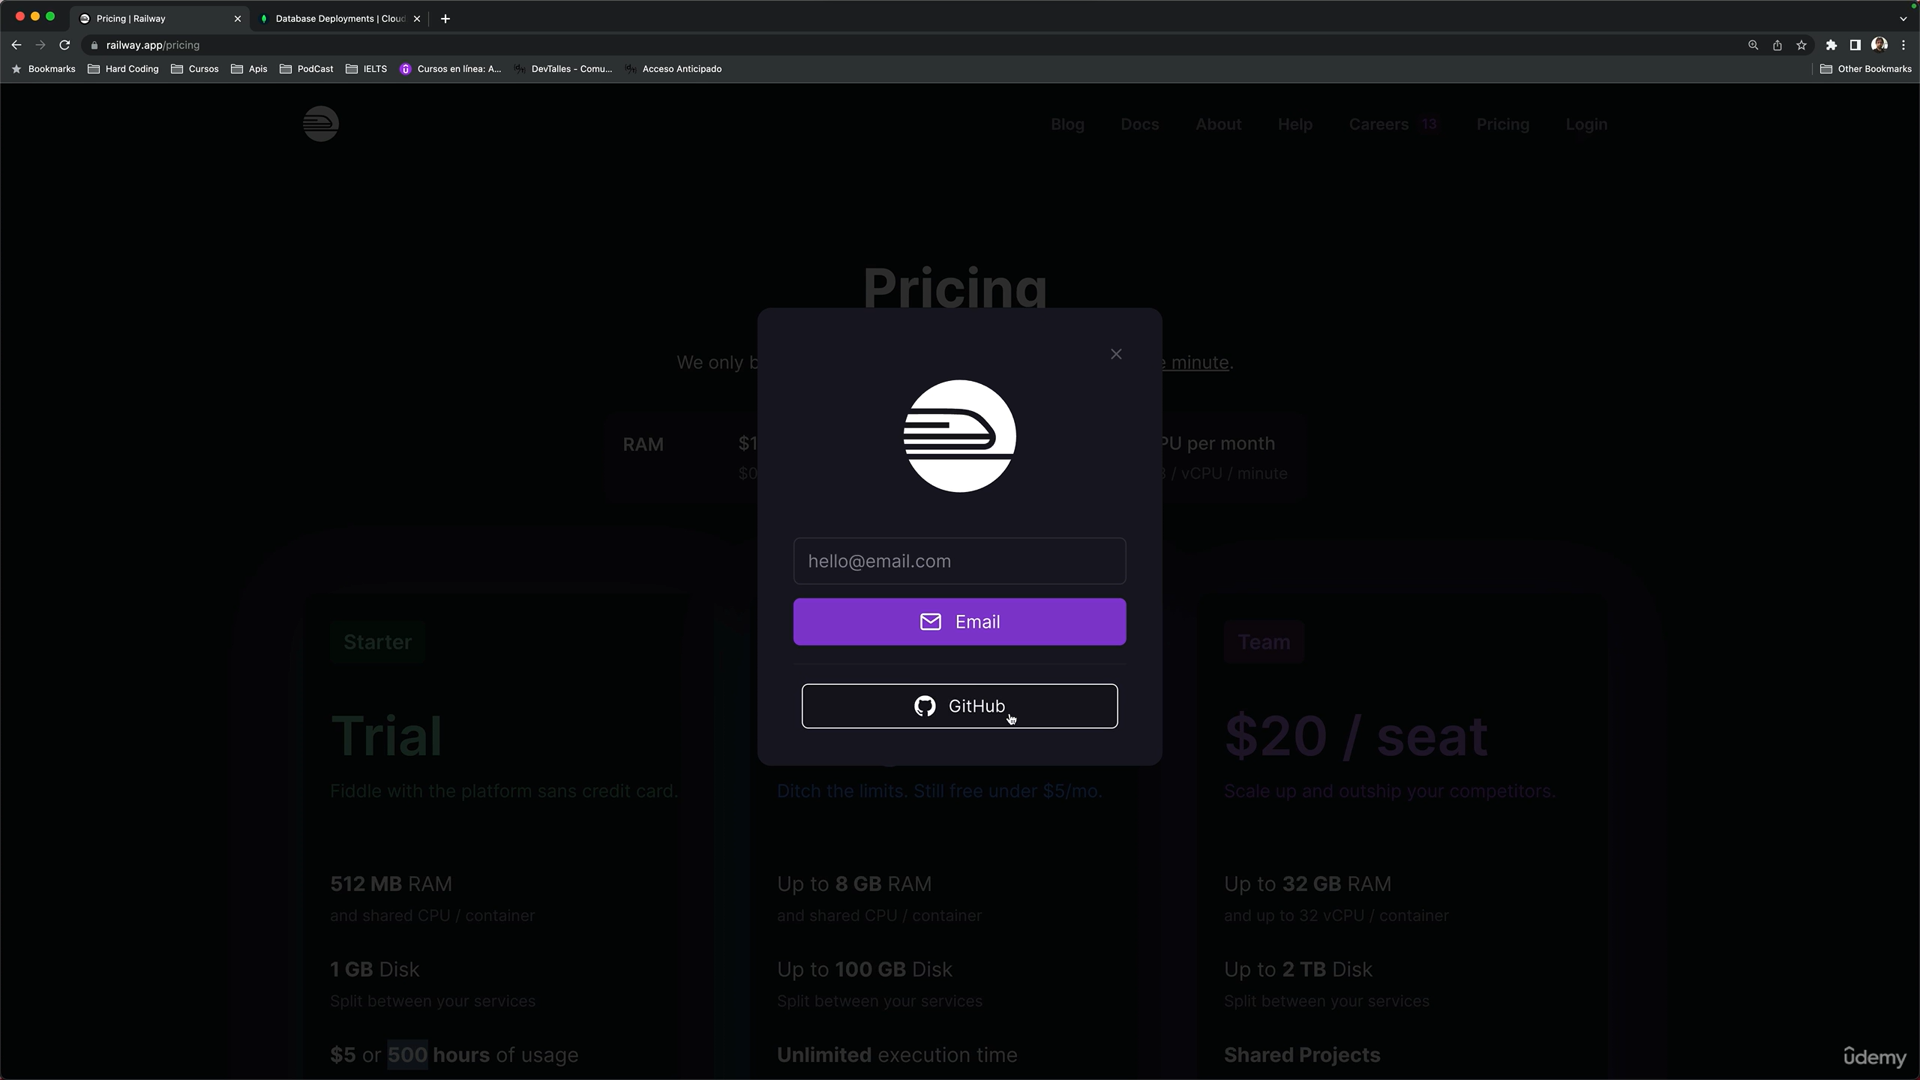 Pricing | Railway
Database Deployments | Cloud
railway.app/pricing
Bookmarks
Hard Coding
Cursos
Apis
PodCast
IELTS
Cursos en línea: A...
DevTalles - Comu...
Acceso Anticipado
Other Bookmarks
Blog
Docs
About
Help
Careers 13
Pricing
Login
Pricing
We only b
e minute.
RAM
$1
PU per month
$0
/ vCPU / minute
hello@email.com
Email
GitHub
Starter
Trial
Fiddle with the platform sans credit card.
512 MB RAM
and shared CPU / container
1 GB Disk
Split between your services
$5 or 500 hours of usage
Ditch the limits. Still free under $5/mo.
Up to 8 GB RAM
and shared CPU / container
Up to 100 GB Disk
Split between your services
Unlimited execution time
Team
$20 / seat
Scale up and outship your competitors.
Up to 32 GB RAM
and up to 32 vCPU / container
Up to 2 TB Disk
Split between your services
Shared Projects
ûdemy